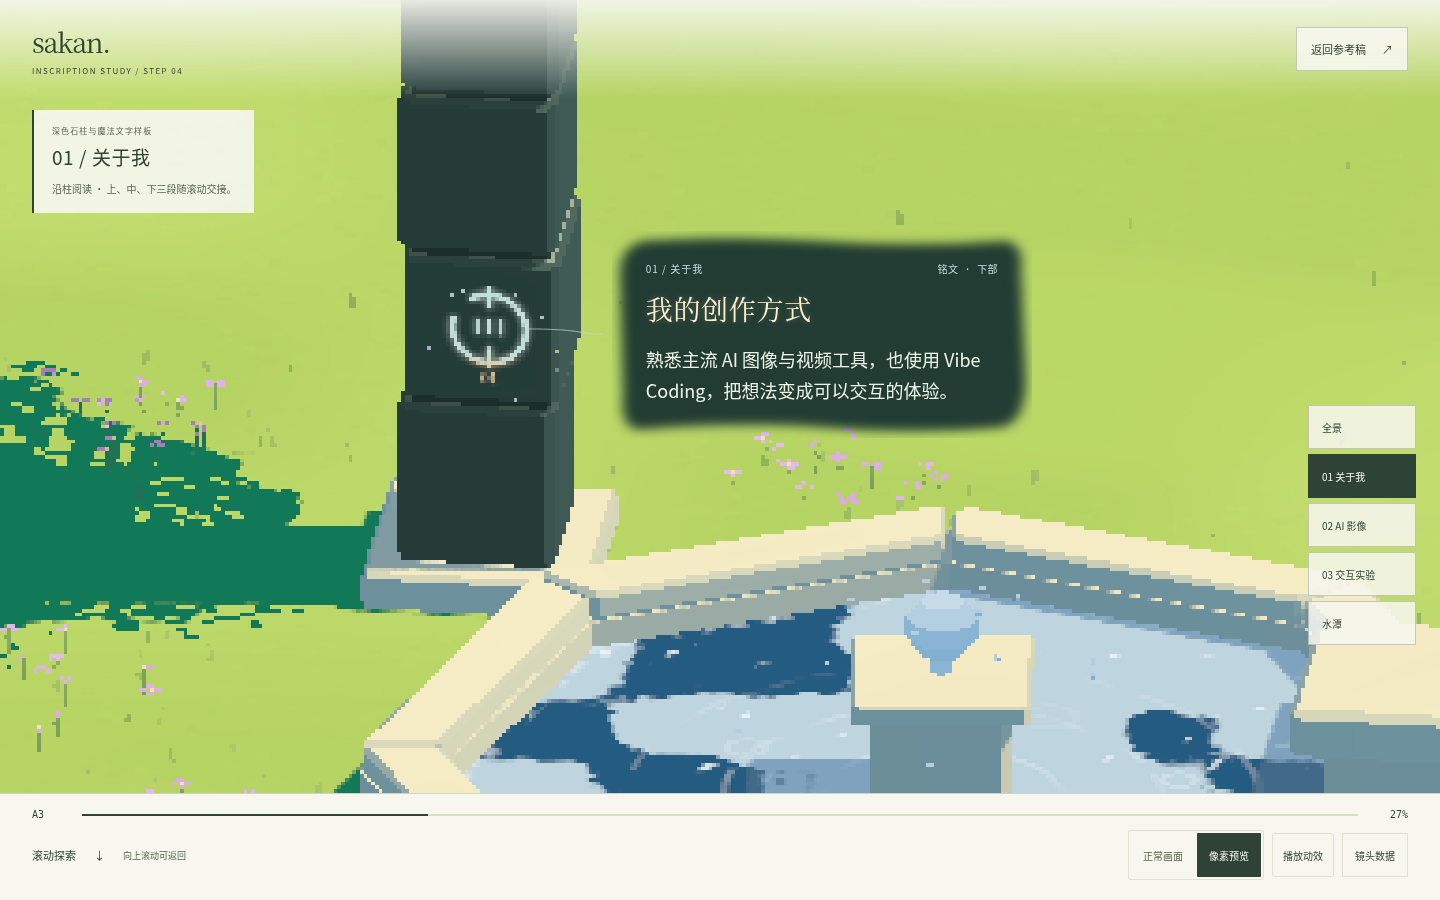 sakan.
INSCRIPTION STUDY / STEP 04
返回参考稿 ↗
深色石柱与魔法文字样板
01 / 关于我
沿柱阅读 · 上、中、下三段随滚动交接。
01 / 关于我
铭文 · 下部
我的创作方式
熟悉主流 AI 图像与视频工具，也使用 Vibe
Coding，把想法变成可以交互的体验。
全景
01 关于我
02 AI 影像
03 交互实验
水潭
A3
27%
滚动探索 ↓ 向上滚动可返回
正常画面
像素预览
播放动效
镜头数据